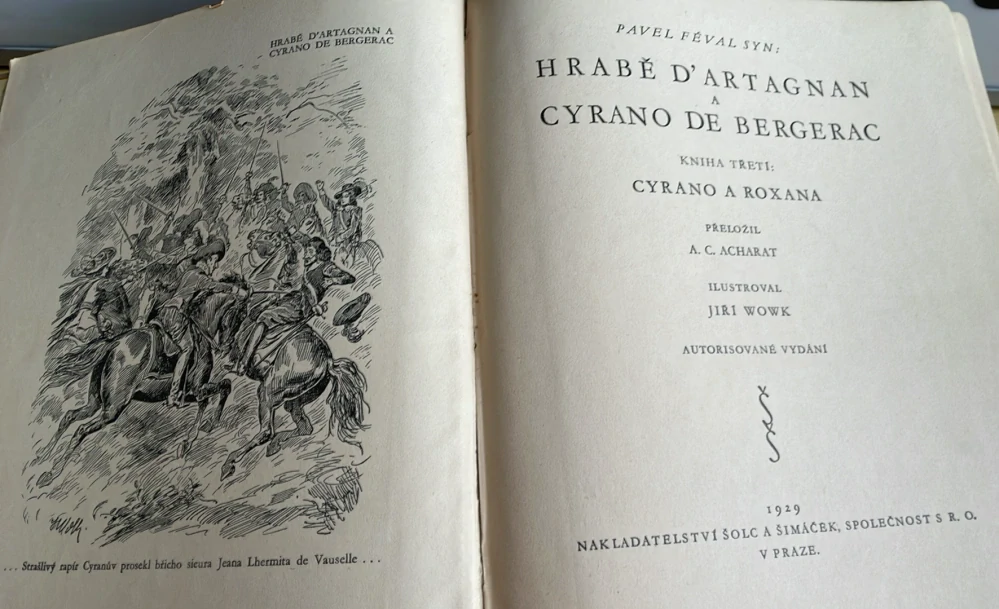 HRABĚ D'ARTAGNAN A
CYRANO DE BERGERAC
... Strašlivý rapír Cyranův prosekl břicho sieura Jeana Lhermita de Vauselle ...
PAVEL FÉVAL SYN:
HRABĚ D'ARTAGNAN
A
CYRANO DE BERGERAC
KNIHA TŘETÍ:
CYRANO A ROXANA
PŘELOŽIL
A. C. ACHARAT
ILUSTROVAL
JIŘÍ WOWK
AUTORISOVANÉ VYDÁNÍ
1929
NAKLADATELSTVÍ ŠOLC A ŠIMÁČEK, SPOLEČNOST S R. O.
V PRAZE.